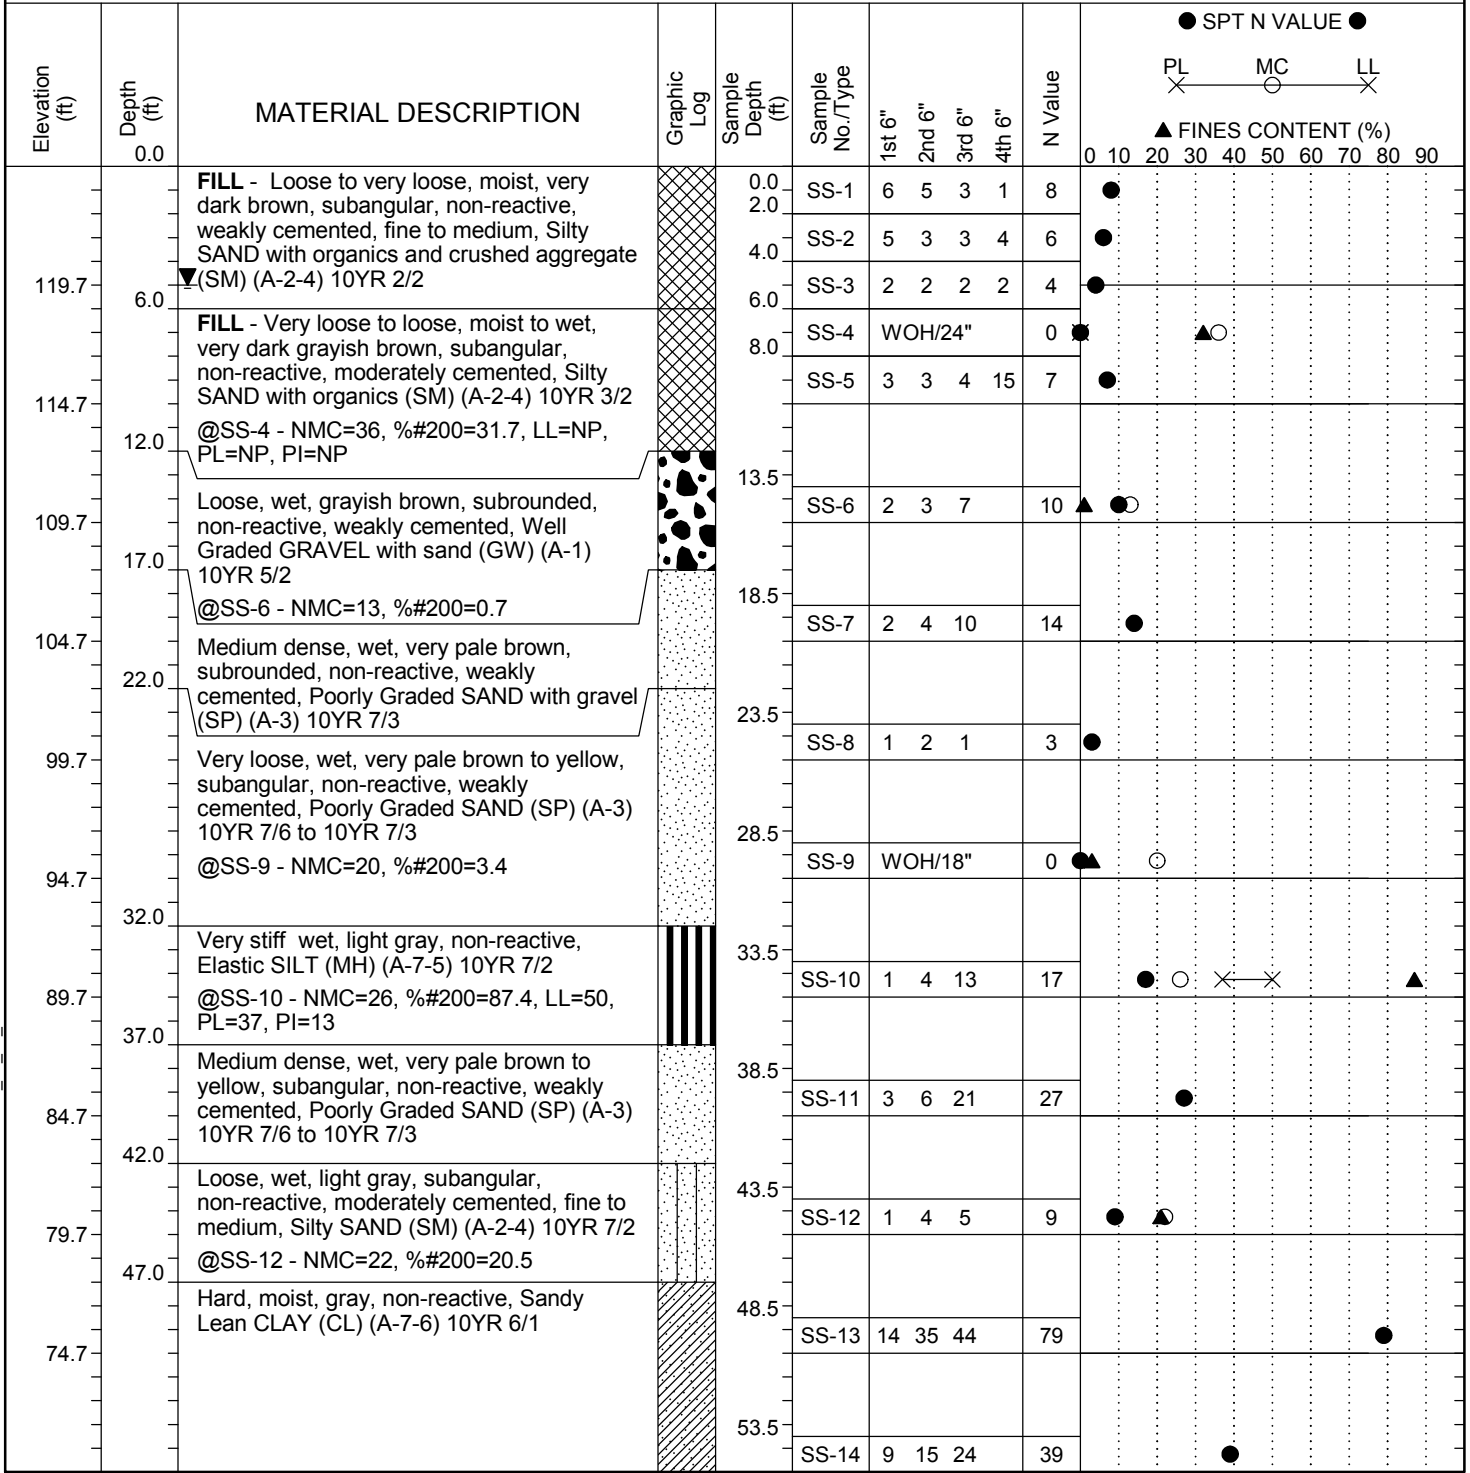 ● SPT N VALUE ●
PL MC LL
▲ FINES CONTENT (%)
0 10 20 30 40 50 60 70 80 90
Elevation (ft)
Depth (ft)
0.0
MATERIAL DESCRIPTION
Graphic Log
Sample Depth (ft)
Sample No./Type
1st 6"
2nd 6"
3rd 6"
4th 6"
N Value
FILL - Loose to very loose, moist, very
dark brown, subangular, non-reactive,
weakly cemented, fine to medium, Silty
SAND with organics and crushed aggregate
(SM) (A-2-4) 10YR 2/2
119.7
6.0
FILL - Very loose to loose, moist to wet,
very dark grayish brown, subangular,
non-reactive, moderately cemented, Silty
SAND with organics (SM) (A-2-4) 10YR 3/2
114.7
@SS-4 - NMC=36, %#200=31.7, LL=NP,
PL=NP, PI=NP
12.0
Loose, wet, grayish brown, subrounded,
non-reactive, weakly cemented, Well
Graded GRAVEL with sand (GW) (A-1)
10YR 5/2
109.7
17.0
@SS-6 - NMC=13, %#200=0.7
Medium dense, wet, very pale brown,
subrounded, non-reactive, weakly
cemented, Poorly Graded SAND with gravel
(SP) (A-3) 10YR 7/3
104.7
22.0
Very loose, wet, very pale brown to yellow,
subangular, non-reactive, weakly
cemented, Poorly Graded SAND (SP) (A-3)
10YR 7/6 to 10YR 7/3
99.7
@SS-9 - NMC=20, %#200=3.4
94.7
32.0
Very stiff wet, light gray, non-reactive,
Elastic SILT (MH) (A-7-5) 10YR 7/2
@SS-10 - NMC=26, %#200=87.4, LL=50,
PL=37, PI=13
89.7
37.0
Medium dense, wet, very pale brown to
yellow, subangular, non-reactive, weakly
cemented, Poorly Graded SAND (SP) (A-3)
10YR 7/6 to 10YR 7/3
84.7
42.0
Loose, wet, light gray, subangular,
non-reactive, moderately cemented, fine to
medium, Silty SAND (SM) (A-2-4) 10YR 7/2
79.7
@SS-12 - NMC=22, %#200=20.5
47.0
Hard, moist, gray, non-reactive, Sandy
Lean CLAY (CL) (A-7-6) 10YR 6/1
74.7
0.0 SS-1 6 5 3 1 8
2.0
SS-2 5 3 3 4 6
4.0
SS-3 2 2 2 2 4
6.0
SS-4 WOH/24" 0
8.0
SS-5 3 3 4 15 7
13.5
SS-6 2 3 7 10
18.5
SS-7 2 4 10 14
23.5
SS-8 1 2 1 3
28.5
SS-9 WOH/18" 0
33.5
SS-10 1 4 13 17
38.5
SS-11 3 6 21 27
43.5
SS-12 1 4 5 9
48.5
SS-13 14 35 44 79
53.5
SS-14 9 15 24 39